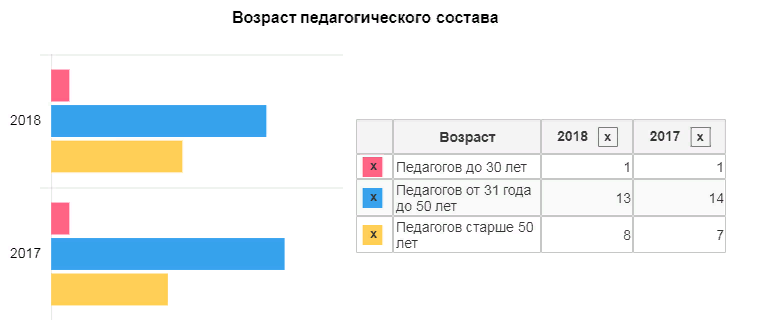 Возраст педагогического состава
2018
2017
Возраст 2018 x 2017 x
x Педагогов до 30 лет 1 1
x Педагогов от 31 года
до 50 лет 13 14
x Педагогов старше 50
лет 8 7